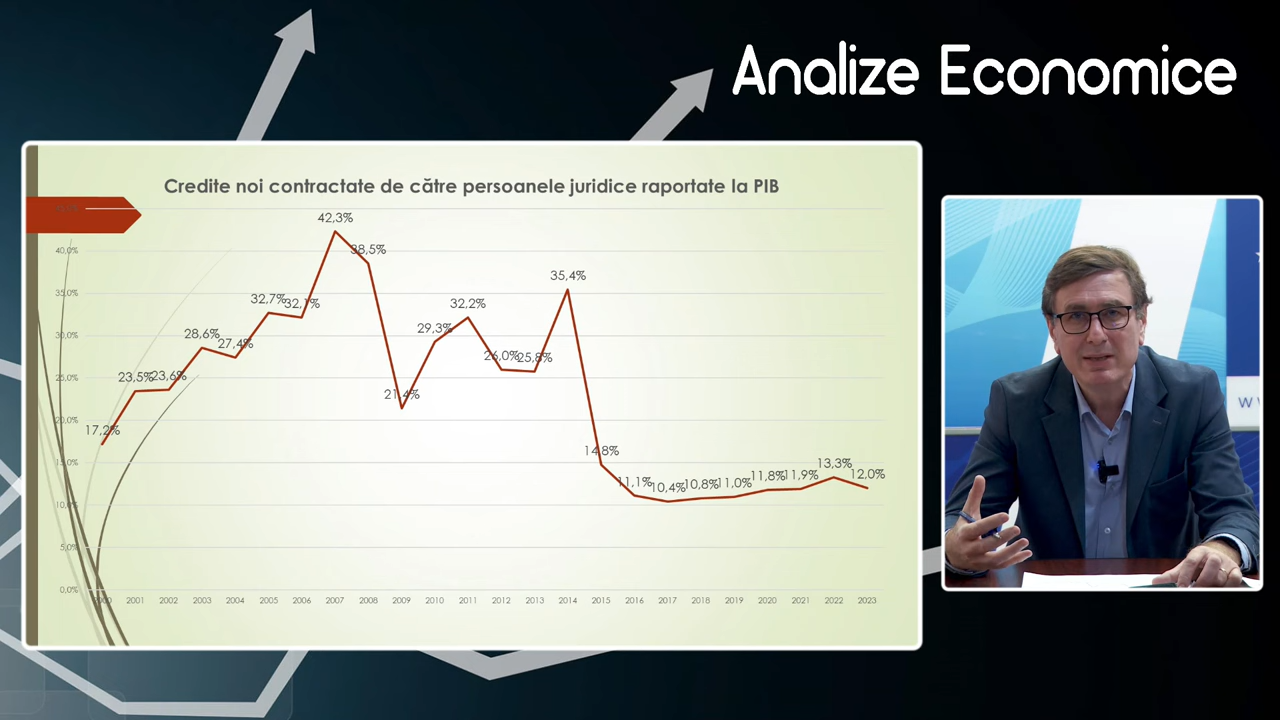 Analize Economice
Credite noi contractate de către persoanele juridice raportate la PIB
42,3%
38,5%
40,0%
35,4%
35,0%
32,7% 32,1% 32,2%
30,0%
28,6% 27,4% 29,3%
26,0% 25,8%
25,0%
23,5% 23,6%
21,4%
20,0%
17,2%
15,0%
14,8%
13,3%
12,0%
11,1% 10,4% 10,8% 11,0% 11,8% 11,9%
10,0%
5,0%
0,0%
2001 2002 2003 2004 2005 2006 2007 2008 2009 2010 2011 2012 2013 2014 2015 2016 2017 2018 2019 2020 2021 2022 2023
W